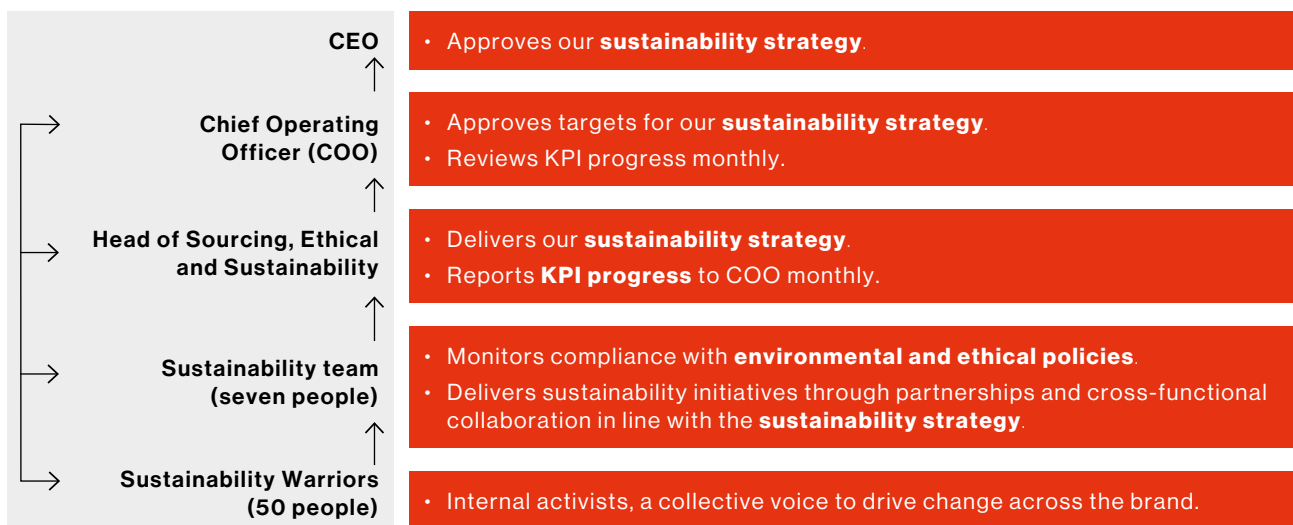 CEO
• Approves our sustainability strategy.
Chief Operating
Officer (COO)
• Approves targets for our sustainability strategy.
• Reviews KPI progress monthly.
Head of Sourcing, Ethical
and Sustainability
• Delivers our sustainability strategy.
• Reports KPI progress to COO monthly.
Sustainability team
(seven people)
• Monitors compliance with environmental and ethical policies.
• Delivers sustainability initiatives through partnerships and cross-functional
collaboration in line with the sustainability strategy.
Sustainability Warriors
(50 people)
• Internal activists, a collective voice to drive change across the brand.